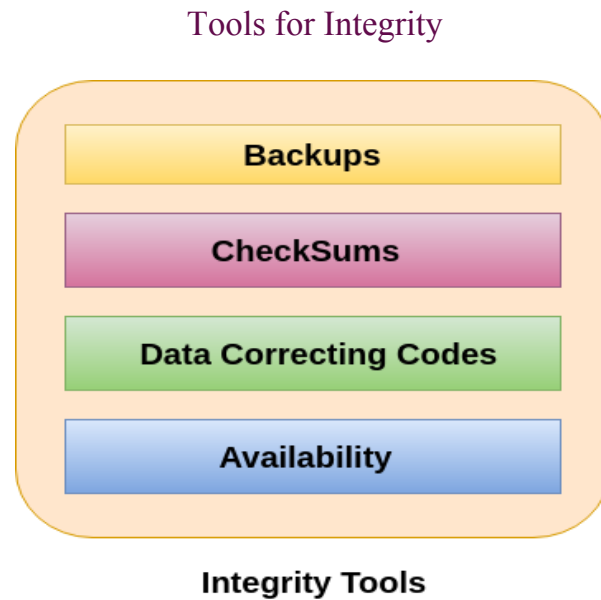 Tools for Integrity
Backups
CheckSums
Data Correcting Codes
Availability
Integrity Tools